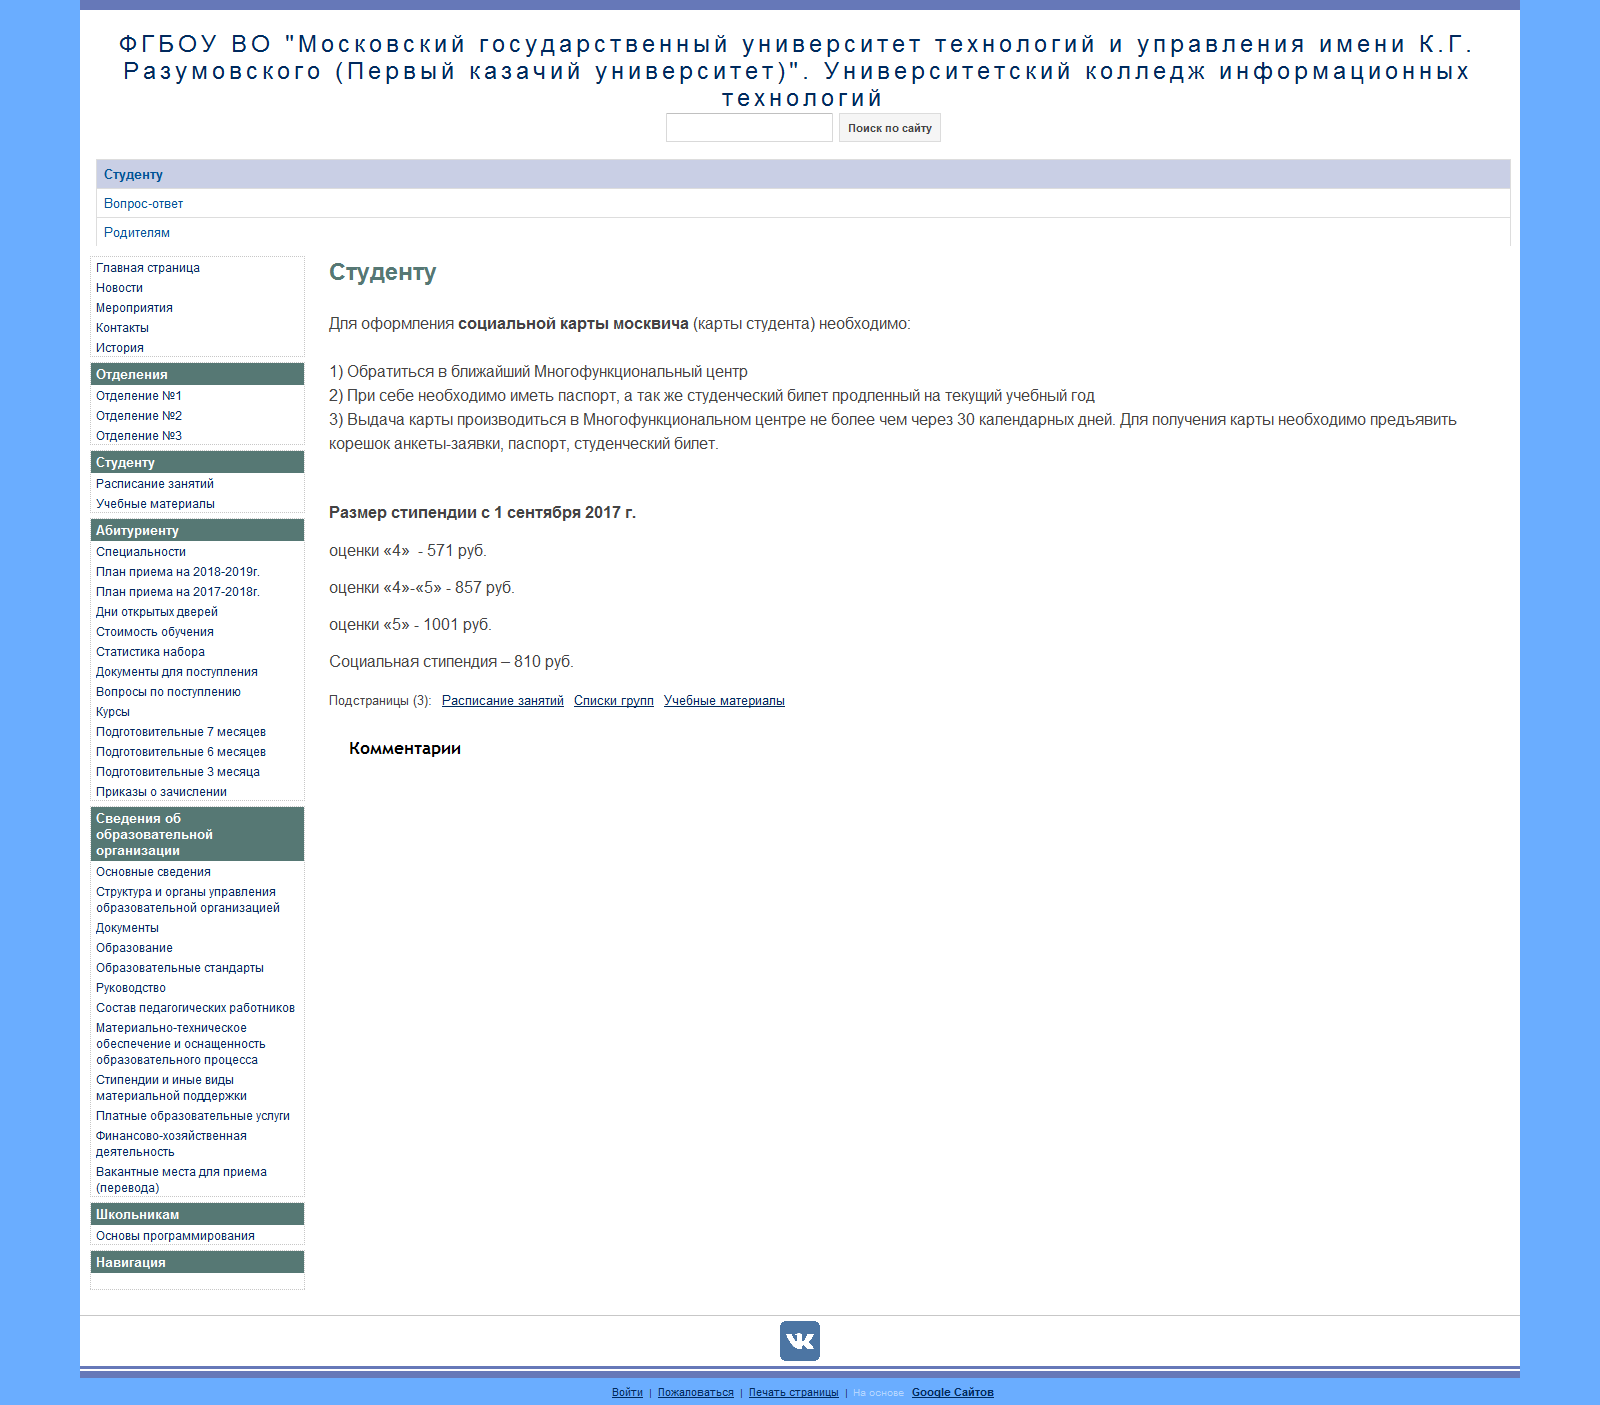 ФГБОУ ВО "Московский государственный университет технологий и управления имени К.Г.
Разумовского (Первый казачий университет)". Университетский колледж информационных
технологий
Поиск по сайту
Студенту
Вопрос-ответ
Родителям
Главная страница
Новости
Мероприятия
Контакты
История
Отделения
Отделение №1
Отделение №2
Отделение №3
Студенту
Расписание занятий
Учебные материалы
Абитуриенту
Специальности
План приема на 2018-2019г.
План приема на 2017-2018г.
Дни открытых дверей
Стоимость обучения
Статистика набора
Документы для поступления
Вопросы по поступлению
Курсы
Подготовительные 7 месяцев
Подготовительные 6 месяцев
Подготовительные 3 месяца
Приказы о зачислении
Сведения об
образовательной
организации
Основные сведения
Структура и органы управления
образовательной организацией
Документы
Образование
Образовательные стандарты
Руководство
Состав педагогических работников
Материально-техническое
обеспечение и оснащенность
образовательного процесса
Стипендии и иные виды
материальной поддержки
Платные образовательные услуги
Финансово-хозяйственная
деятельность
Вакантные места для приема
(перевода)
Школьникам
Основы программирования
Навигация
Студенту
Для оформления социальной карты москвича (карты студента) необходимо:
1) Обратиться в ближайший Многофункциональный центр
2) При себе необходимо иметь паспорт, а так же студенческий билет продленный на текущий учебный год
3) Выдача карты производиться в Многофункциональном центре не более чем через 30 календарных дней. Для получения карты необходимо предъявить
корешок анкеты-заявки, паспорт, студенческий билет.
Размер стипендии с 1 сентября 2017 г.
оценки «4»  - 571 руб.
оценки «4»-«5» - 857 руб.
оценки «5» - 1001 руб.
Социальная стипендия – 810 руб.
Подстраницы (3): Расписание занятий Списки групп Учебные материалы
Комментарии
Войти | Пожаловаться | Печать страницы | На основе Google Сайтов